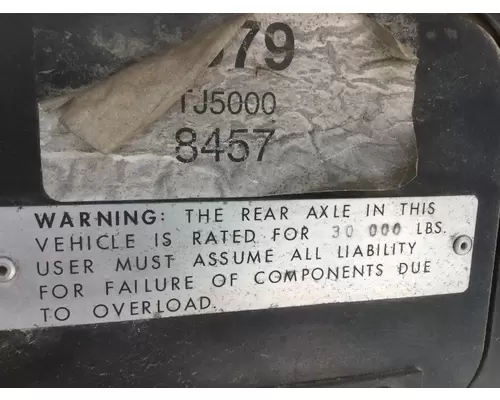 79
TJ5000
8457
WARNING: THE REAR AXLE IN THIS
VEHICLE IS RATED FOR 30 000 LBS.
USER MUST ASSUME ALL LIABILITY
FOR FAILURE OF COMPONENTS DUE
TO OVERLOAD.